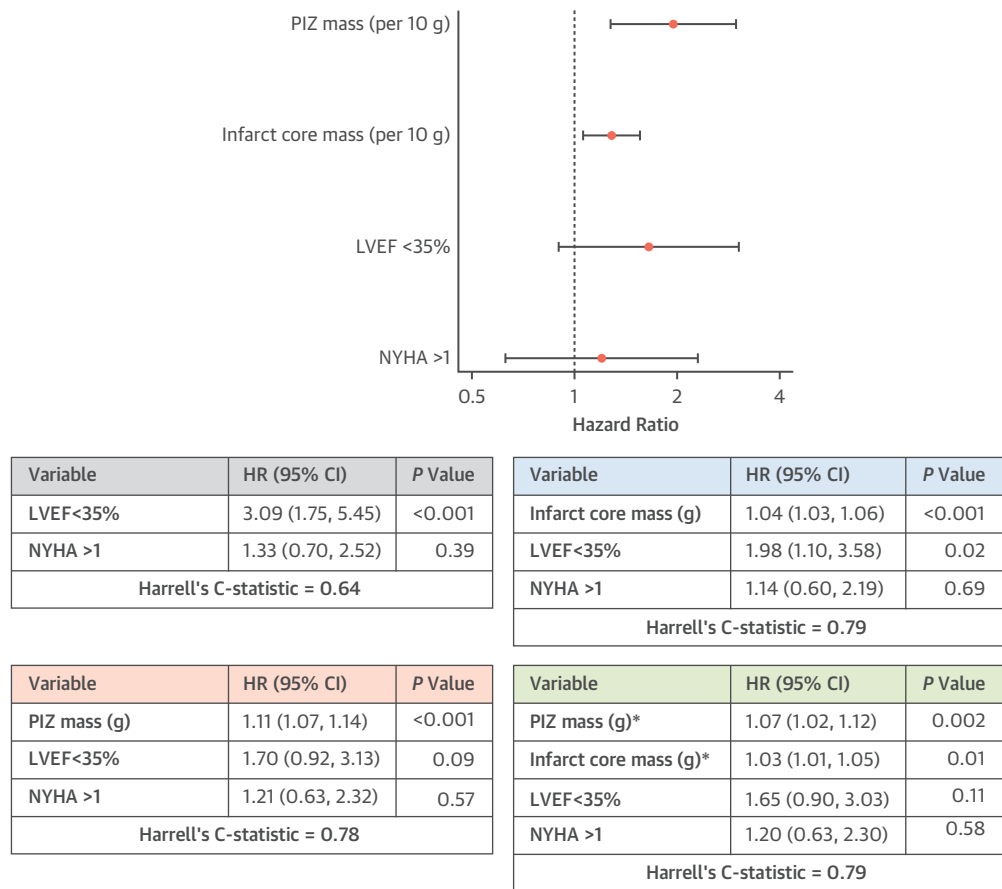 PIZ mass (per 10 g)
Infarct core mass (per 10 g)
LVEF <35%
NYHA >1
0.5 1 2 4
Hazard Ratio
Variable HR (95% CI) P Value
LVEF<35% 3.09 (1.75, 5.45) <0.001
NYHA >1 1.33 (0.70, 2.52) 0.39
Harrell's C-statistic = 0.64
Variable HR (95% CI) P Value
Infarct core mass (g) 1.04 (1.03, 1.06) <0.001
LVEF<35% 1.98 (1.10, 3.58) 0.02
NYHA >1 1.14 (0.60, 2.19) 0.69
Harrell's C-statistic = 0.79
Variable HR (95% CI) P Value
PIZ mass (g) 1.11 (1.07, 1.14) <0.001
LVEF<35% 1.70 (0.92, 3.13) 0.09
NYHA >1 1.21 (0.63, 2.32) 0.57
Harrell's C-statistic = 0.78
Variable HR (95% CI) P Value
PIZ mass (g)* 1.07 (1.02, 1.12) 0.002
Infarct core mass (g)* 1.03 (1.01, 1.05) 0.01
LVEF<35% 1.65 (0.90, 3.03) 0.11
NYHA >1 1.20 (0.63, 2.30) 0.58
Harrell's C-statistic = 0.79